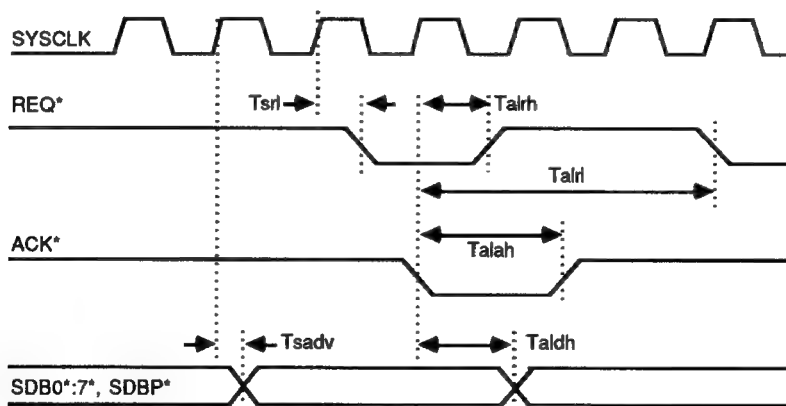 SYSCLK
REQ*
Tsrl
Talrh
Talrl
ACK*
Talah
Tsadv
Taldh
SDB0*:7*, SDBP*